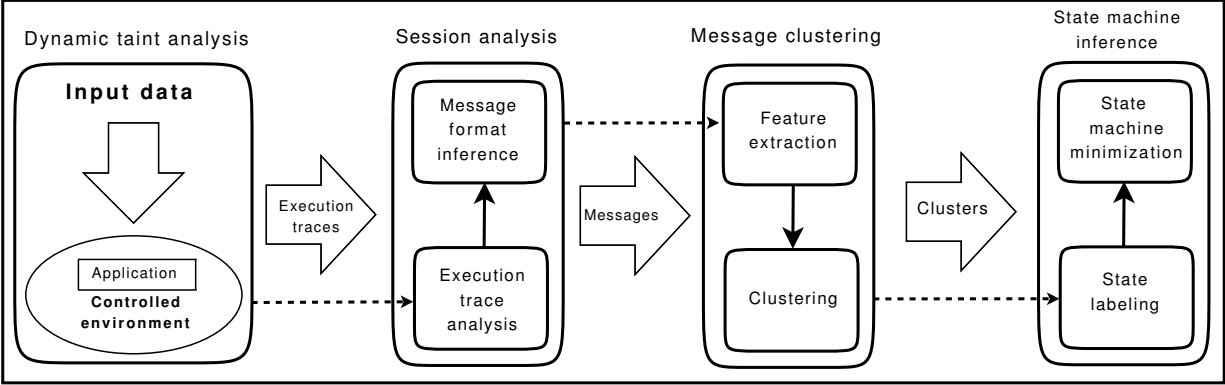 Dynamic taint analysis
Input data
Application
Controlled
environment
Execution
traces
Session analysis
Message
format
inference
Execution
trace
analysis
Messages
Message clustering
Feature
extraction
Clustering
Clusters
State machine
inference
State
machine
minimization
State
labeling